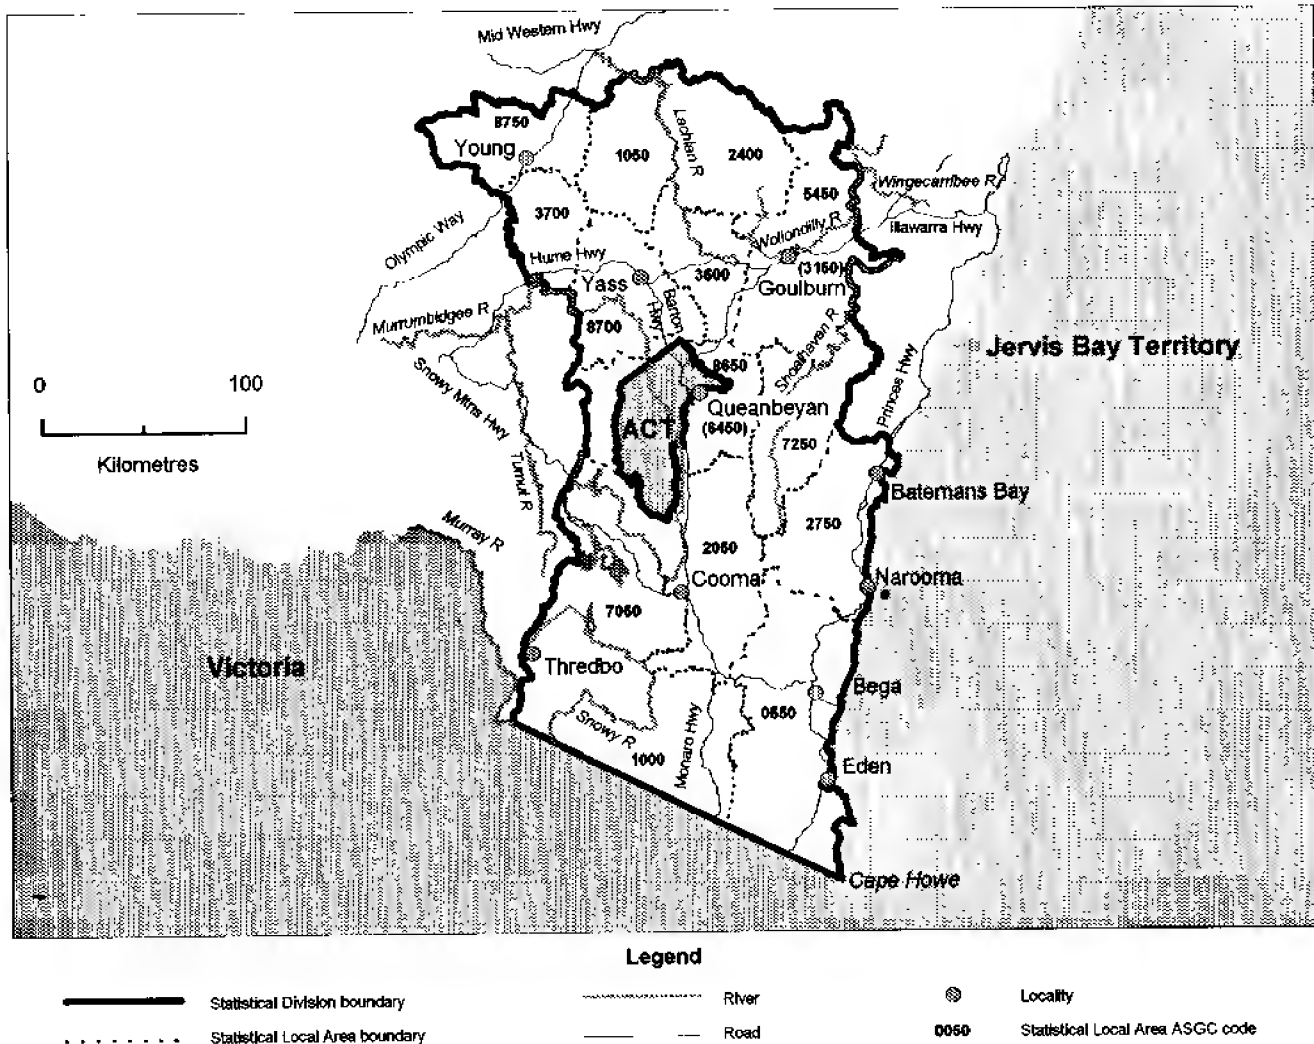 Mid Western Hwy
8750
Young
1050
Lachlan R
2400
5450
Wingecarribee R
Illawarra Hwy
3700
Olympic Way
Hume Hwy
Wollondilly R
Yass
3600
(3150)
Goulburn
Barton
Hwy
Murrumbidgee R
8700
Shoalhaven R
Jervis Bay Territory
Princes Hwy
0 100
Kilometres
Snowy Mtns Hwy
8650
Queanbeyan
(6450)
ACT
7250
Tumut R
Batemans Bay
Murray R
2750
2050
Cooma
Narooma
7050
Victoria
Thredbo
Bega
0550
Snowy R
Monaro Hwy
1000
Eden
Cape Howe
Legend
Statistical Division boundary
River
Locality
Statistical Local Area boundary
Road
0050
Statistical Local Area ASGC code